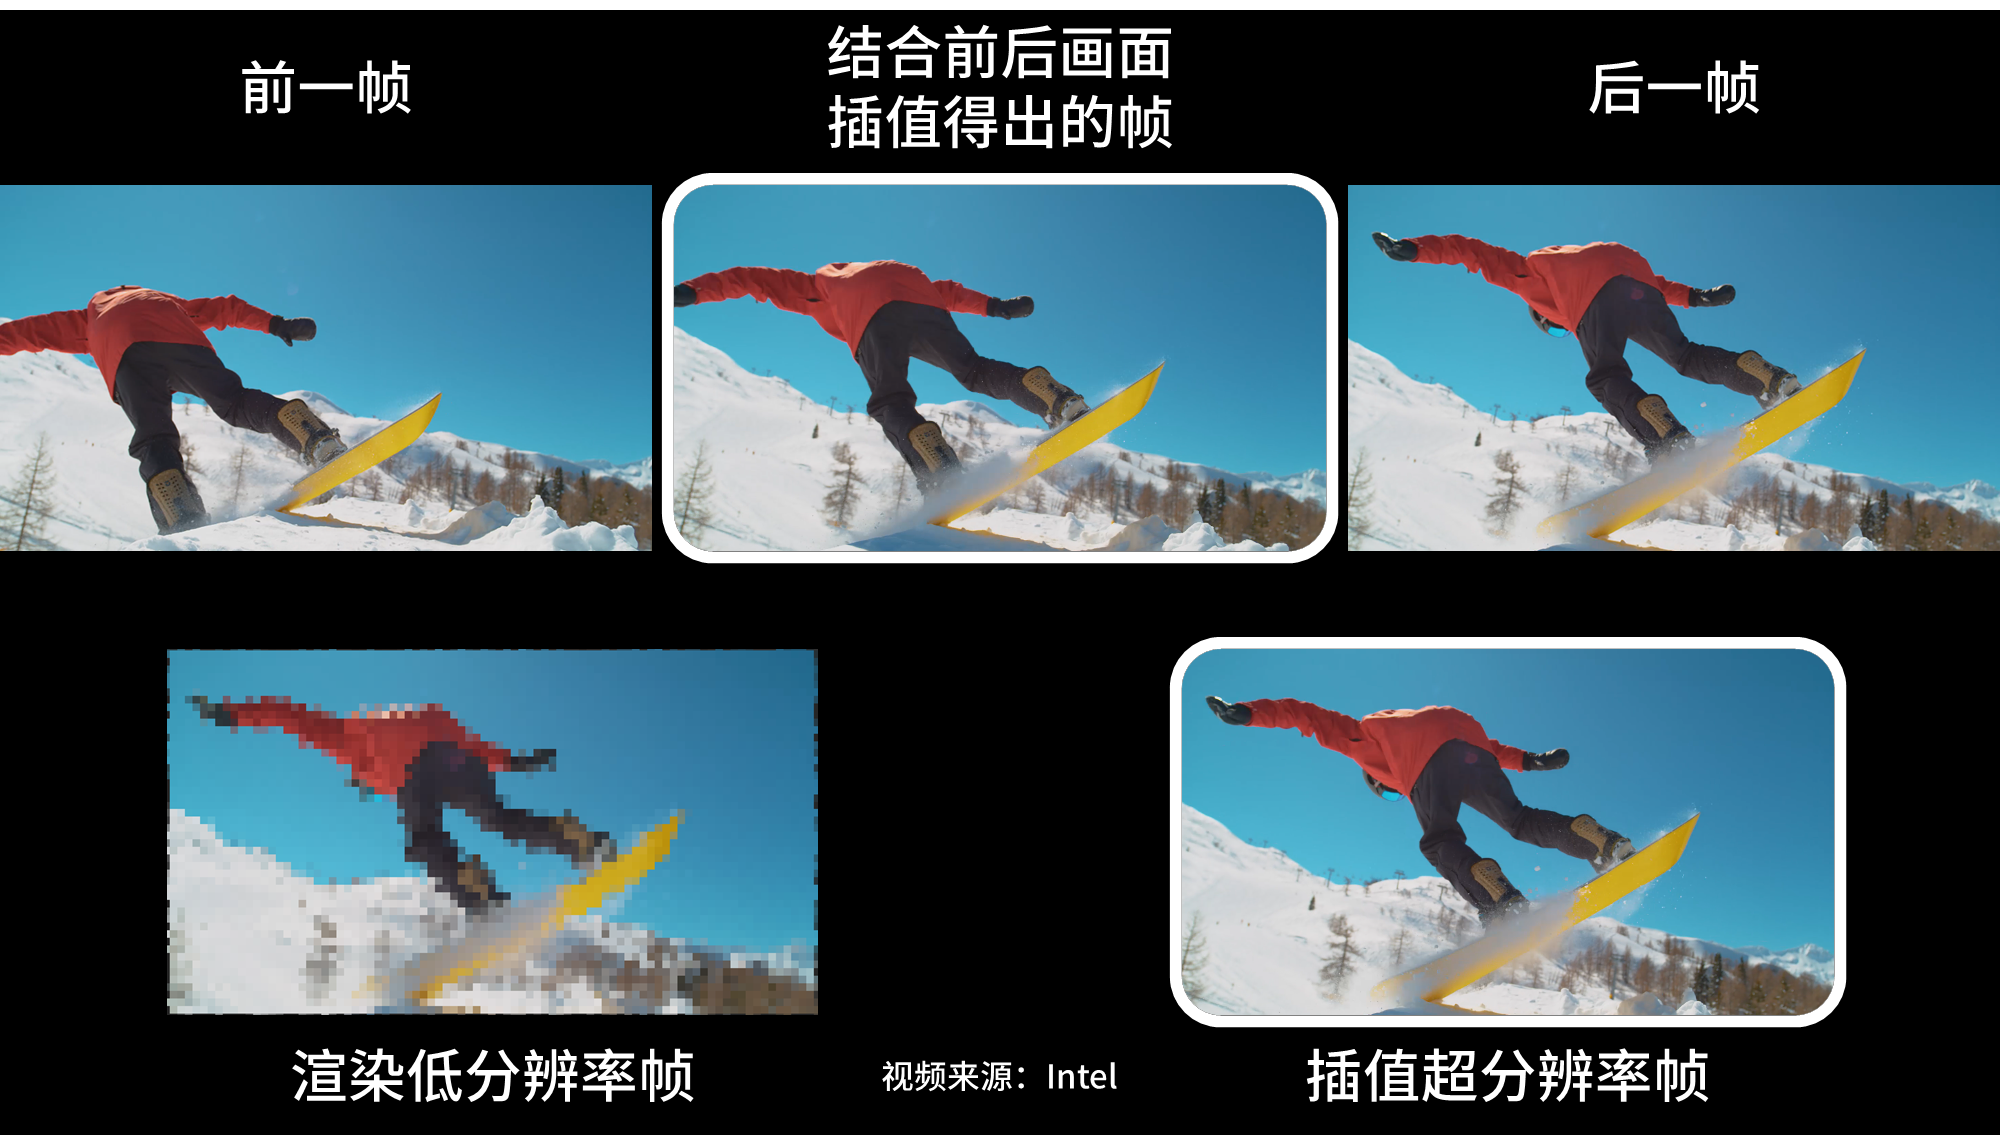 前一帧
结合前后画面
插值得出的帧
后一帧
渲染低分辨率帧
视频来源：Intel
插值超分辨率帧